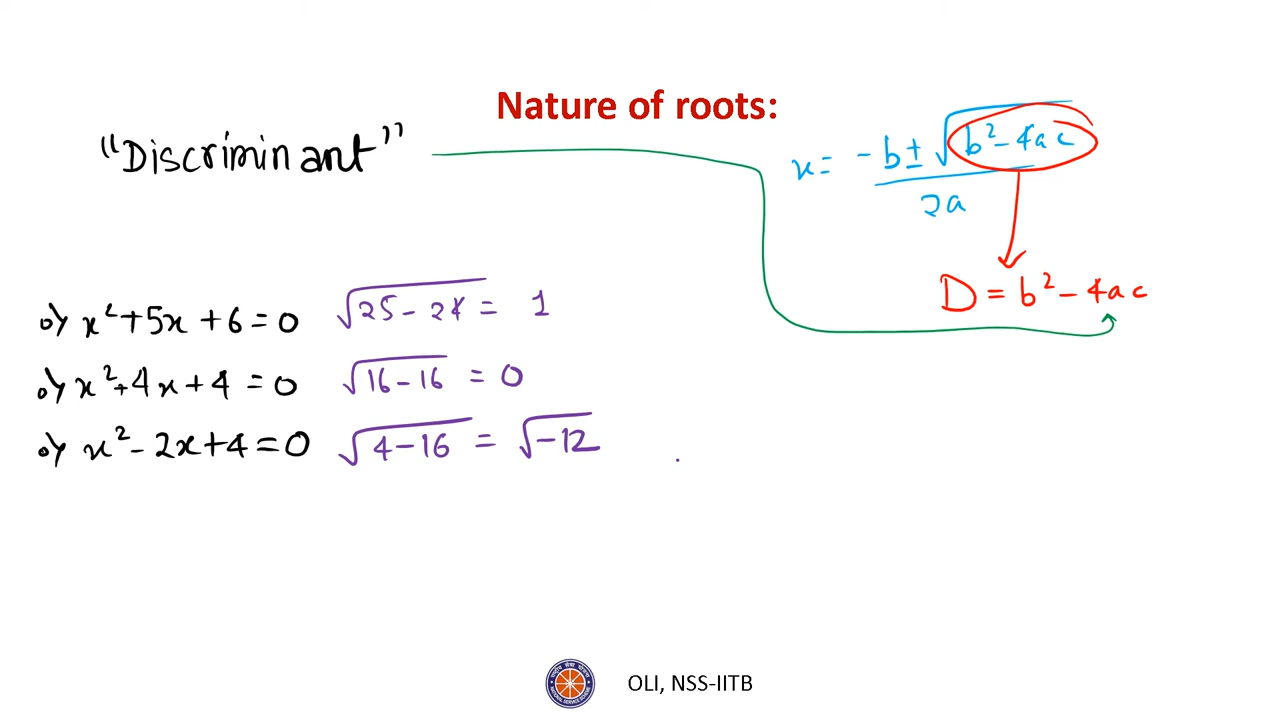 Nature of roots:
"Discriminant"
x = -b ± √b² - 4ac / 2a
D = b² - 4ac
x² + 5x + 6 = 0 √25 - 24 = 1
x² + 4x + 4 = 0 √16 - 16 = 0
x² - 2x + 4 = 0 √4 - 16 = √-12
OLI, NSS-IITB